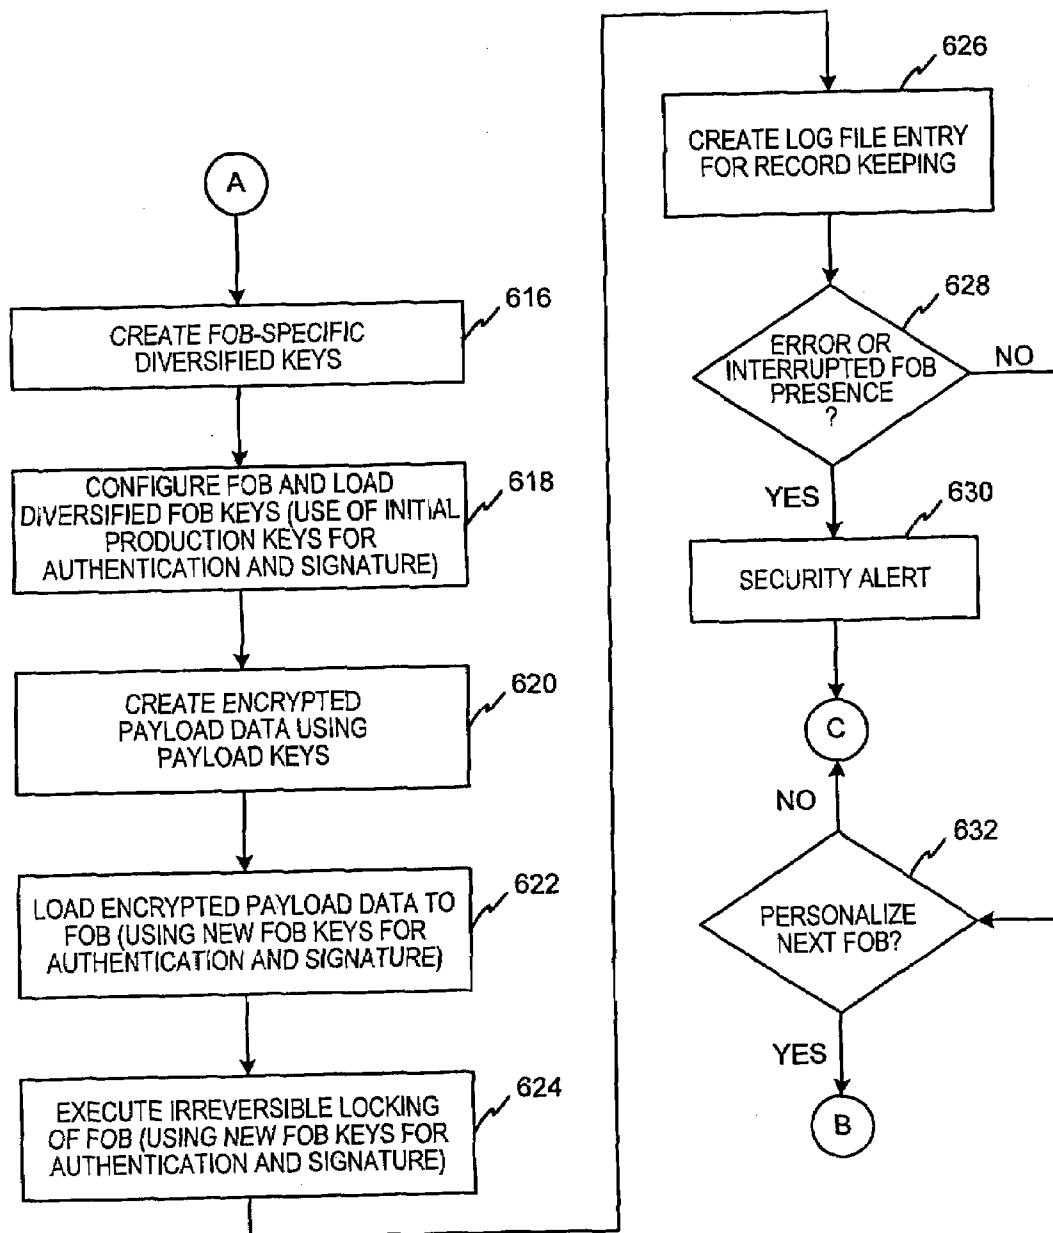 A
616
CREATE FOB-SPECIFIC
DIVERSIFIED KEYS
618
CONFIGURE FOB AND LOAD
DIVERSIFIED FOB KEYS (USE OF INITIAL
PRODUCTION KEYS FOR
AUTHENTICATION AND SIGNATURE)
620
CREATE ENCRYPTED
PAYLOAD DATA USING
PAYLOAD KEYS
622
LOAD ENCRYPTED PAYLOAD DATA TO
FOB (USING NEW FOB KEYS FOR
AUTHENTICATION AND SIGNATURE)
624
EXECUTE IRREVERSIBLE LOCKING
OF FOB (USING NEW FOB KEYS FOR
AUTHENTICATION AND SIGNATURE)
626
CREATE LOG FILE ENTRY
FOR RECORD KEEPING
628
ERROR OR
INTERRUPTED FOB
PRESENCE
?
NO
YES
630
SECURITY ALERT
C
NO
632
PERSONALIZE
NEXT FOB?
YES
B